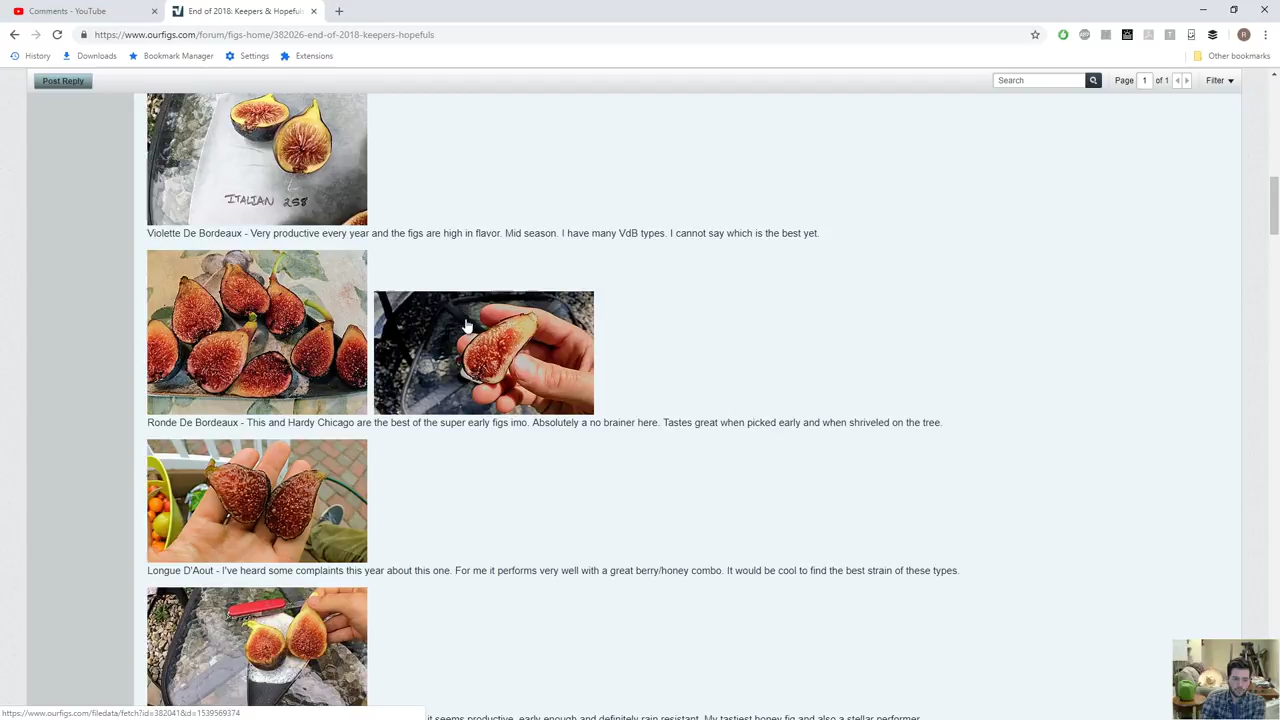 Comments - YouTube
End of 2018: Keepers & Hopefuls
https://www.ourfigs.com/forum/figs-home/382026-end-of-2018-keepers-hopefuls
History Downloads Bookmark Manager Settings Extensions Other bookmarks
Post Reply Search Page 1 of 1 Filter
ITALIAN 258
Violette De Bordeaux - Very productive every year and the figs are high in flavor. Mid season. I have many VdB types. I cannot say which is the best yet.
Ronde De Bordeaux - This and Hardy Chicago are the best of the super early figs imo. Absolutely a no brainer here. Tastes great when picked early and when shriveled on the tree.
Longue D'Aout - I've heard some complaints this year about this one. For me it performs very well with a great berry/honey combo. It would be cool to find the best strain of these types.
it seems productive, early enough and definitely rain resistant. My tastiest honey fig and also a stellar performer.
https://www.ourfigs.com/filedata/fetch?id=382041&d=1539569374